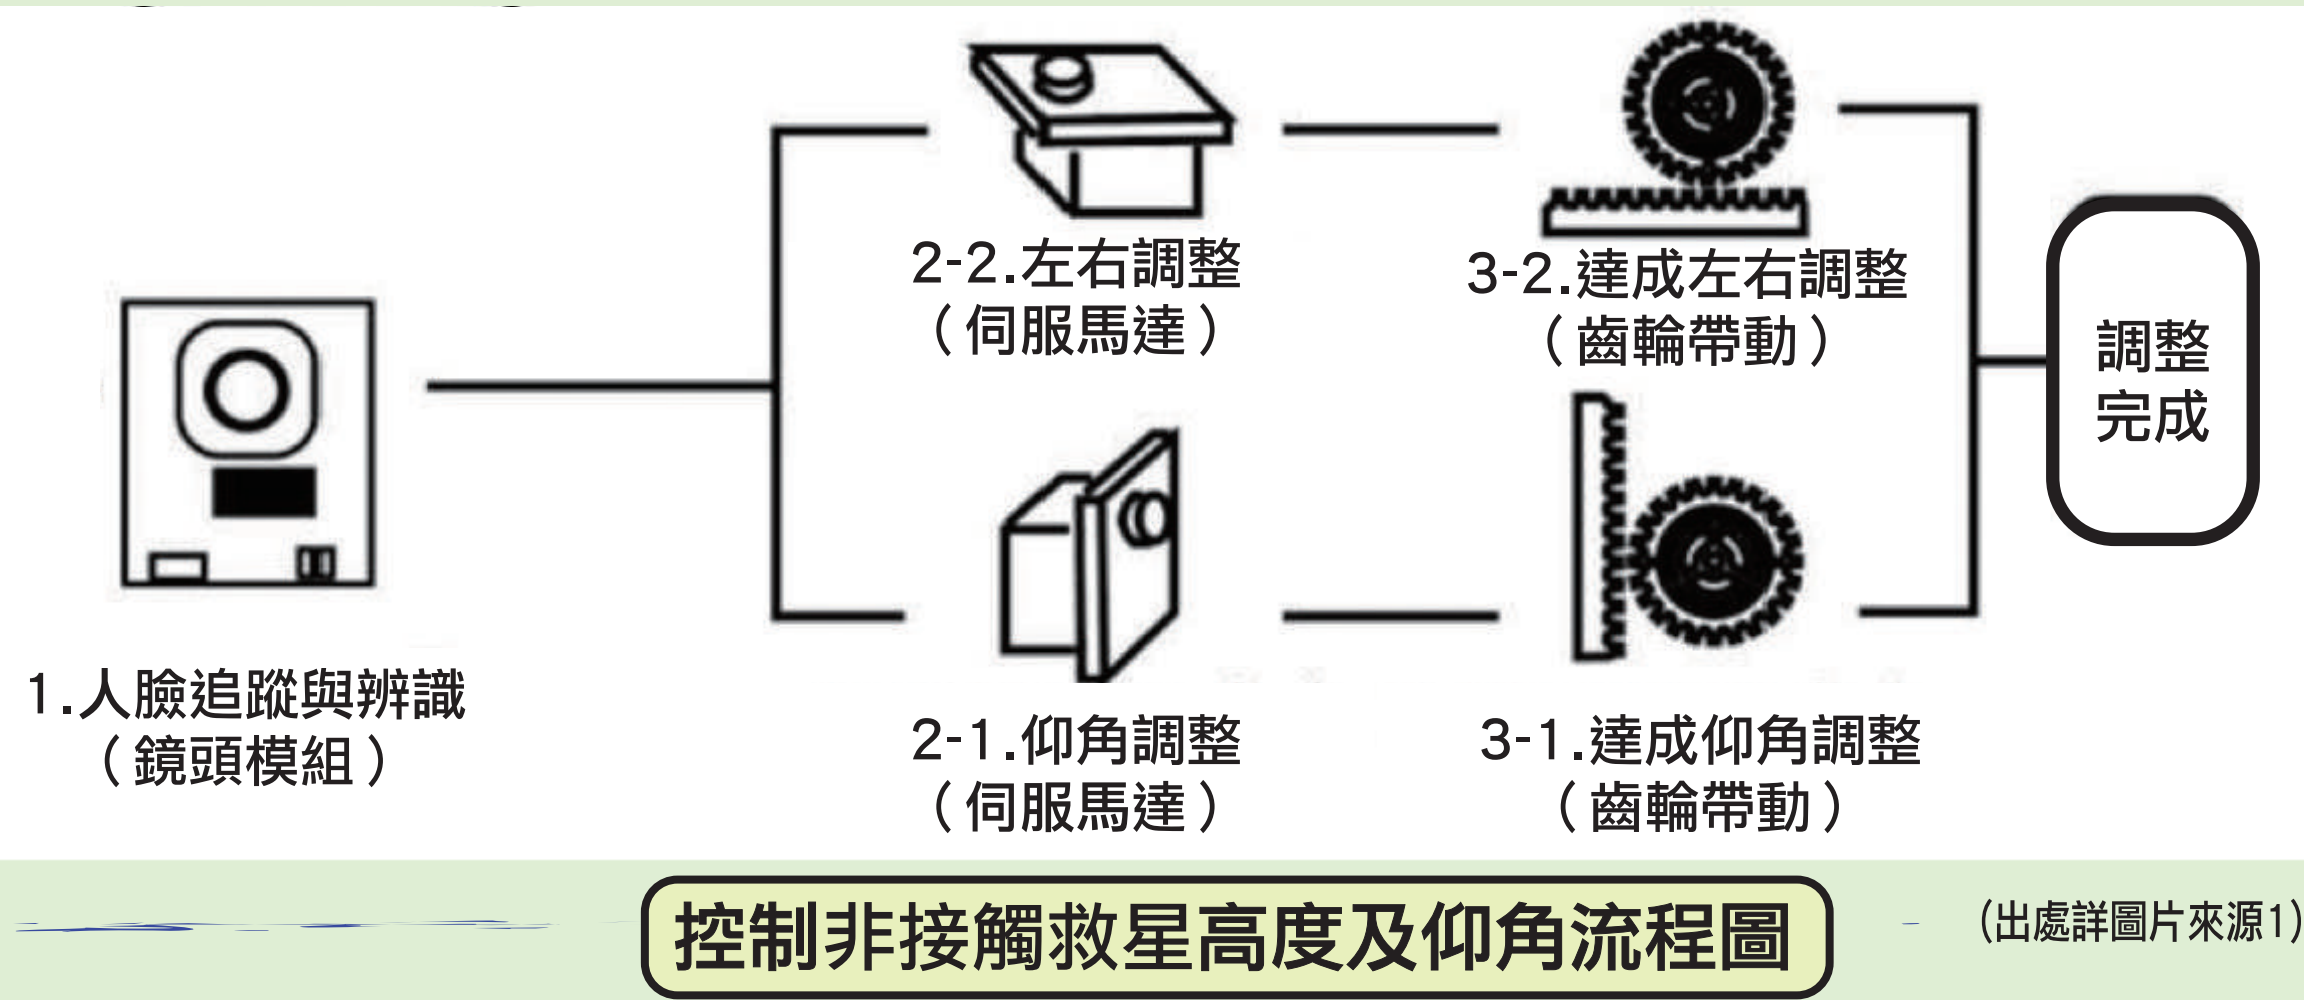 1.人臉追蹤與辨識
（鏡頭模組）
2-2.左右調整
（伺服馬達）
3-2.達成左右調整
（齒輪帶動）
2-1.仰角調整
（伺服馬達）
3-1.達成仰角調整
（齒輪帶動）
調整
完成
控制非接觸救星高度及仰角流程圖
(出處詳圖片來源1)